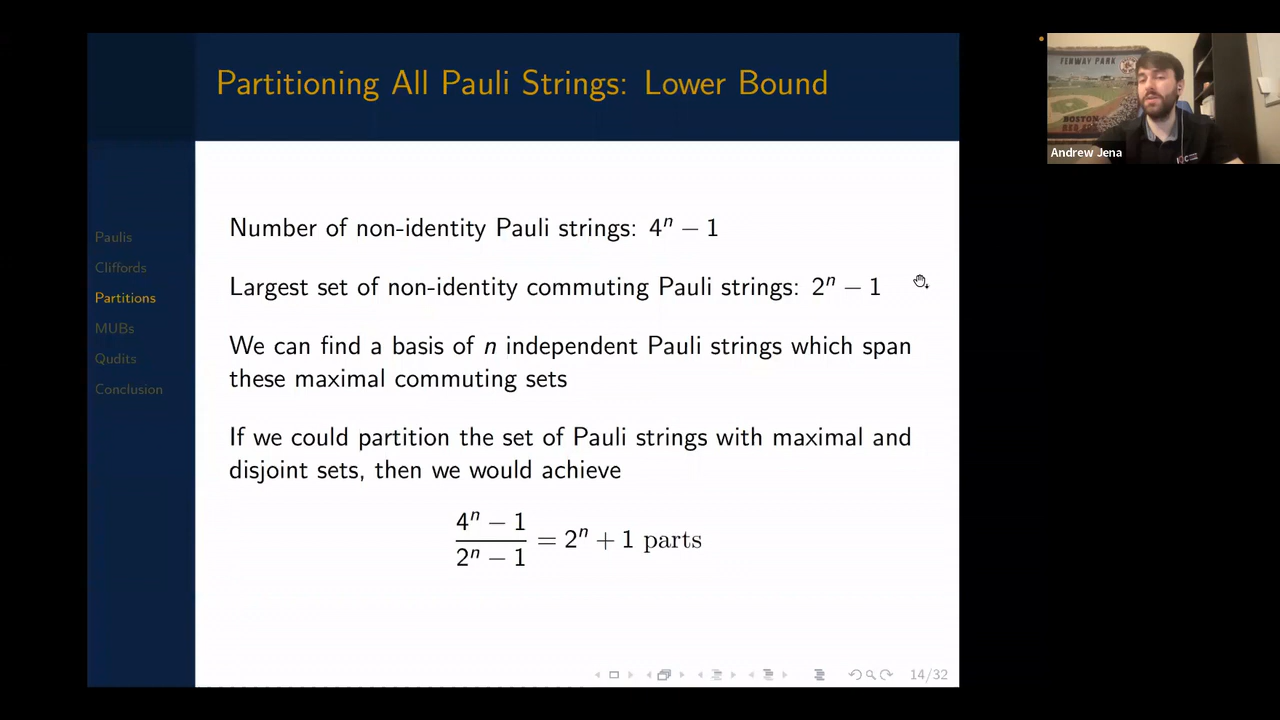 Partitioning All Pauli Strings: Lower Bound
Paulis
Cliffords
Partitions
MUBs
Qudits
Conclusion
Number of non-identity Pauli strings: 4ⁿ − 1
Largest set of non-identity commuting Pauli strings: 2ⁿ − 1
We can find a basis of n independent Pauli strings which span
these maximal commuting sets
If we could partition the set of Pauli strings with maximal and
disjoint sets, then we would achieve
(4ⁿ − 1)/(2ⁿ − 1) = 2ⁿ + 1 parts
14/32
FENWAY PARK
BOSTON
Andrew Jena